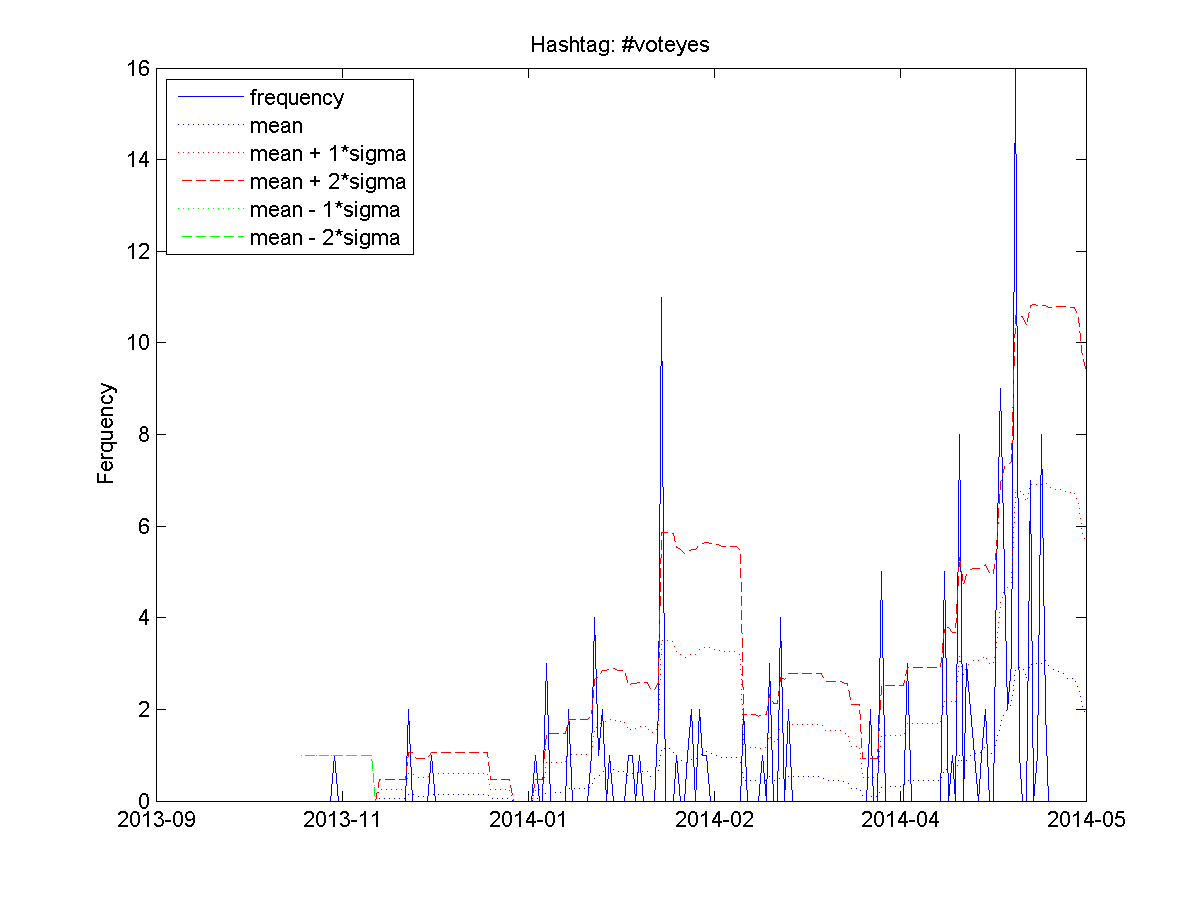 Hashtag: #voteyes
16
14
12
10
8
6
4
2
0
Ferquency
frequency
mean
mean + 1*sigma
mean + 2*sigma
mean - 1*sigma
mean - 2*sigma
2013-09 2013-11 2014-01 2014-02 2014-04 2014-05